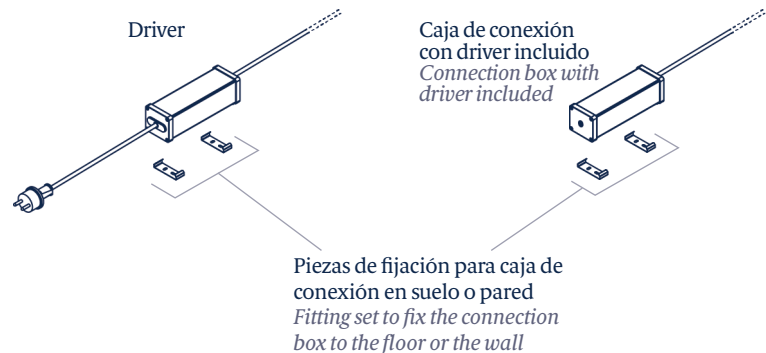 Driver
Caja de conexión
con driver incluido
Connection box with
driver included
Piezas de fijación para caja de
conexión en suelo o pared
Fitting set to fix the connection
box to the floor or the wall